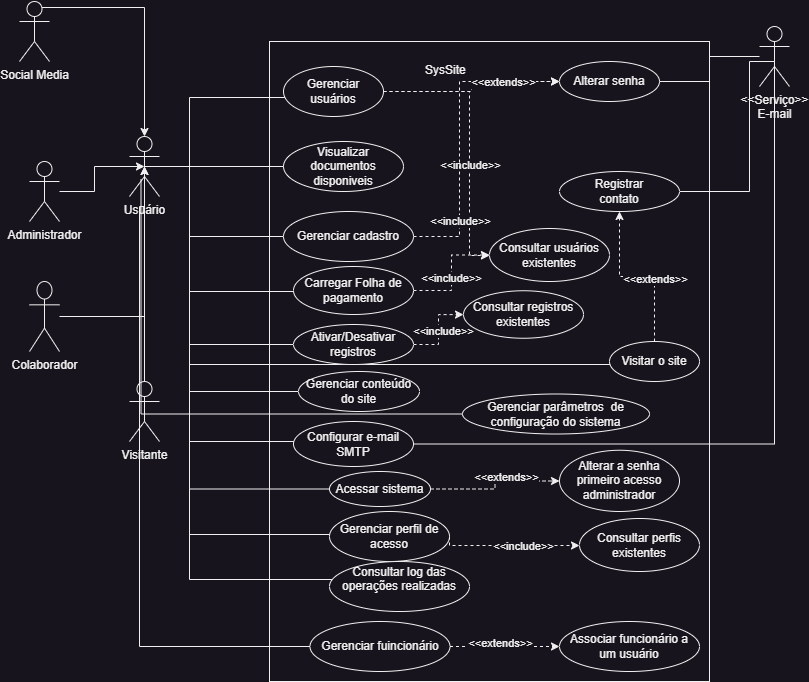 Social Media
SysSite
Gerenciar
usuários
<<extends>>
Alterar senha
<<Serviço>>
E-mail
Visualizar
documentos
disponiveis
<<include>>
Registrar
contato
Usuário
Administrador
<<include>>
Gerenciar cadastro
Consultar usuários
existentes
Carregar Folha de
pagamento
<<include>>
<<extends>>
Consultar registros
existentes
Ativar/Desativar
registros
<<include>>
Colaborador
Visitar o site
Gerenciar conteúdo
do site
Gerenciar parâmetros de
configuração do sistema
Visitante
Configurar e-mail
SMTP
Acessar sistema
<<extends>>
Alterar a senha
primeiro acesso
administrador
Gerenciar perfil de
acesso
<<include>>
Consultar perfis
existentes
Consultar log das
operações realizadas
Gerenciar fuincionário
<<extends>>
Associar funcionário a
um usuário